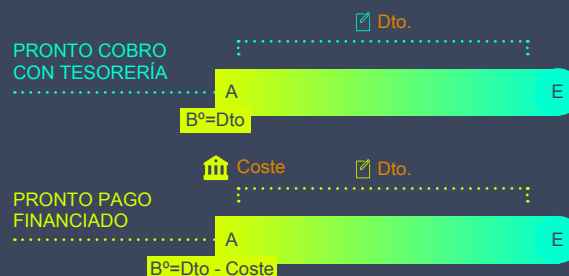 Dto.
PRONTO COBRO
CON TESORERÍA
A
E
Bº=Dto
Coste
Dto.
PRONTO PAGO
FINANCIADO
A
E
Bº=Dto - Coste